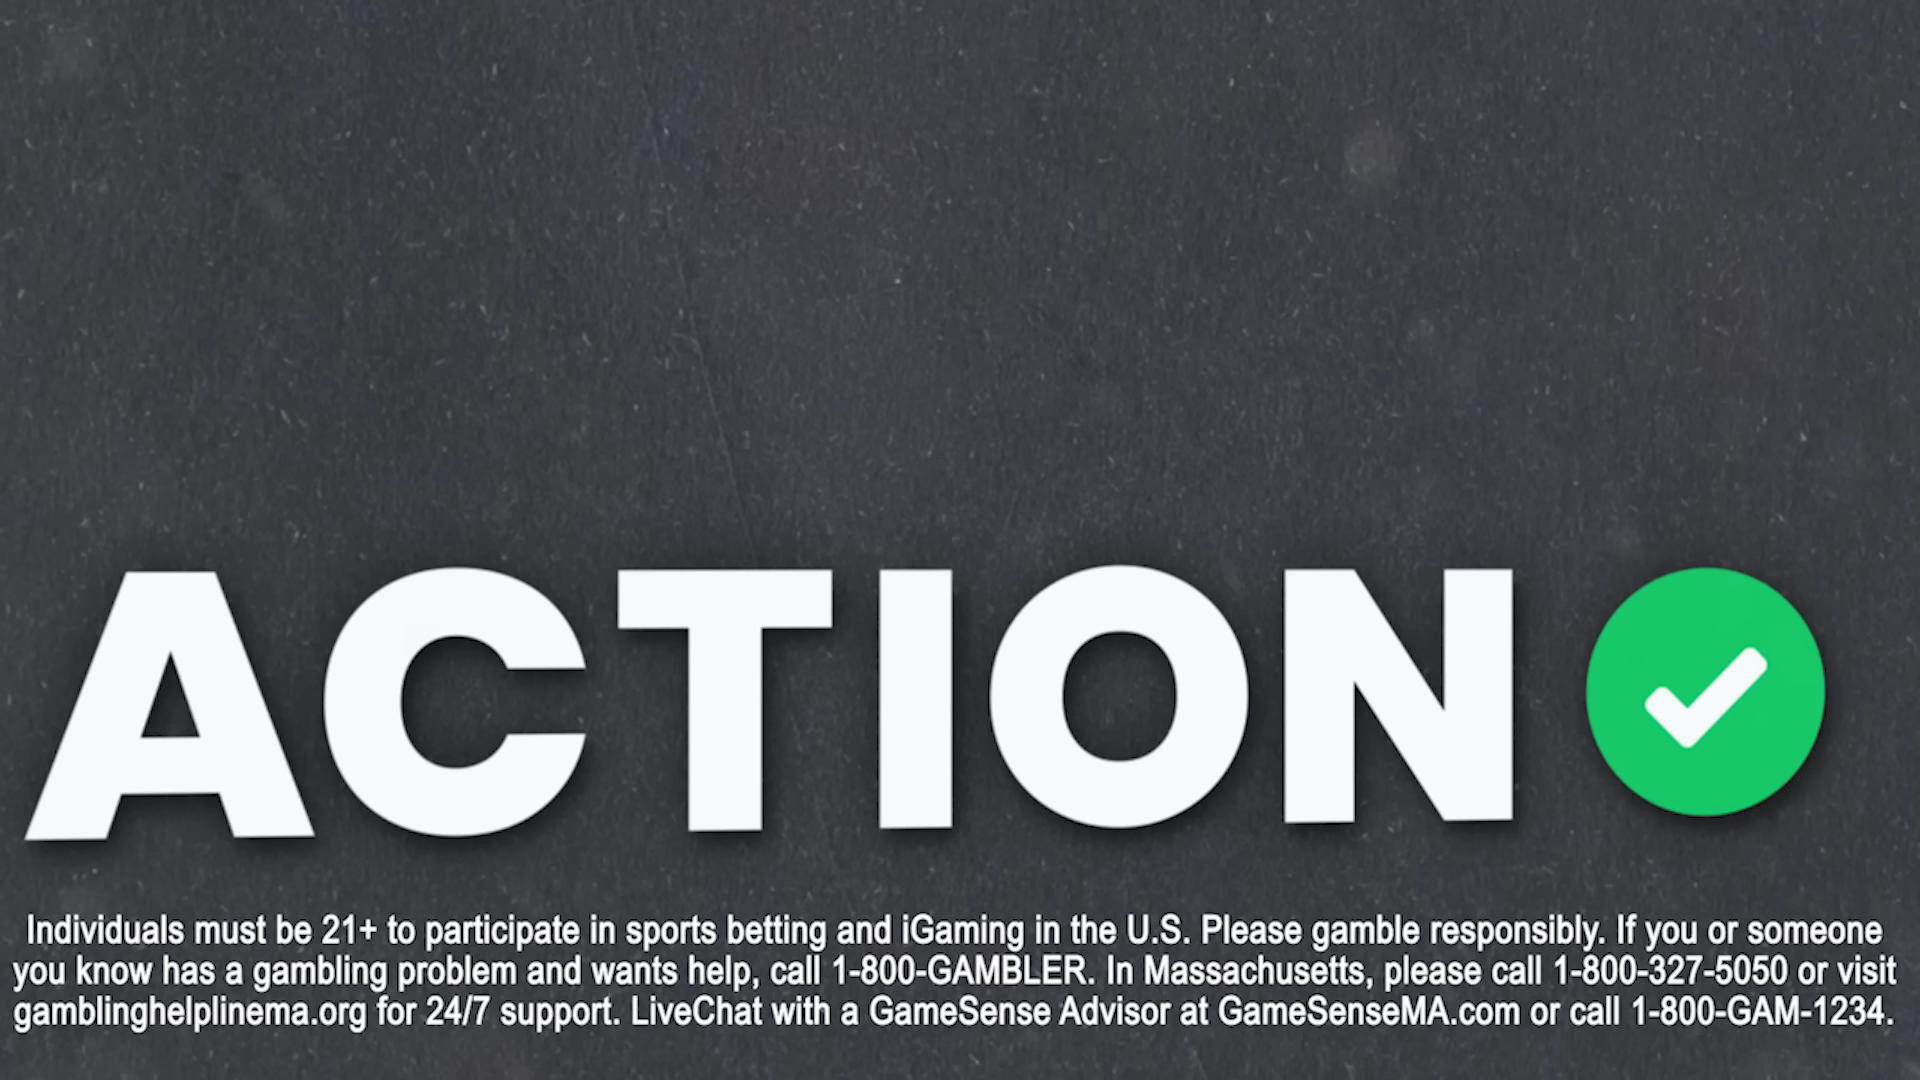 ACTION
Individuals must be 21+ to participate in sports betting and iGaming in the U.S. Please gamble responsibly. If you or someone
you know has a gambling problem and wants help, call 1-800-GAMBLER. In Massachusetts, please call 1-800-327-5050 or visit
gamblinghelplinema.org for 24/7 support. LiveChat with a GameSense Advisor at GameSenseMA.com or call 1-800-GAM-1234.